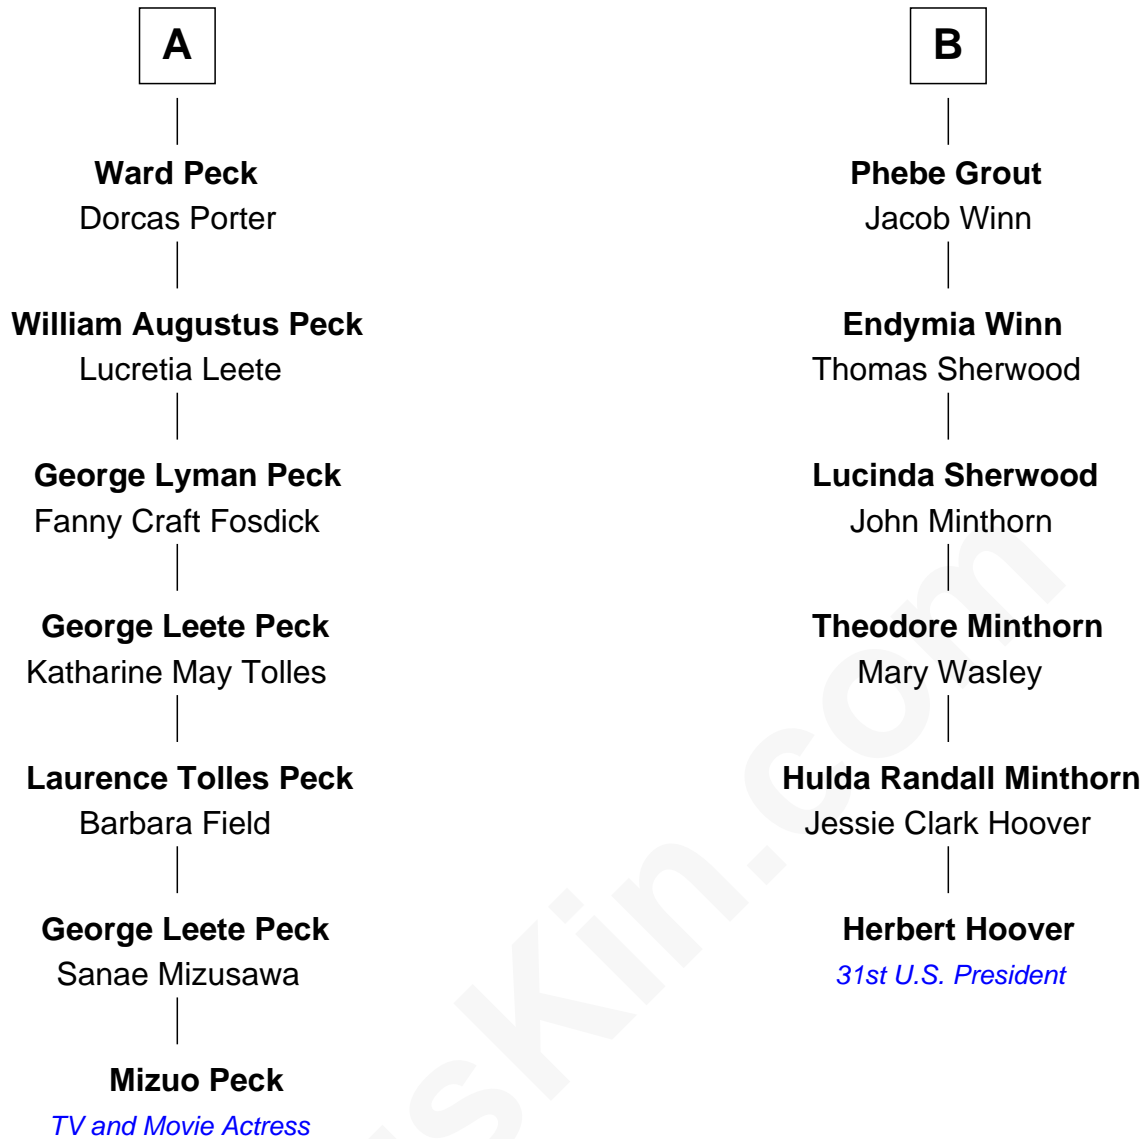 A
Ward Peck
Dorcas Porter
William Augustus Peck
Lucretia Leete
George Lyman Peck
Fanny Craft Fosdick
George Leete Peck
Katharine May Tolles
Laurence Tolles Peck
Barbara Field
George Leete Peck
Sanae Mizusawa
Mizuo Peck
TV and Movie Actress
B
Phebe Grout
Jacob Winn
Endymia Winn
Thomas Sherwood
Lucinda Sherwood
John Minthorn
Theodore Minthorn
Mary Wasley
Hulda Randall Minthorn
Jessie Clark Hoover
Herbert Hoover
31st U.S. President